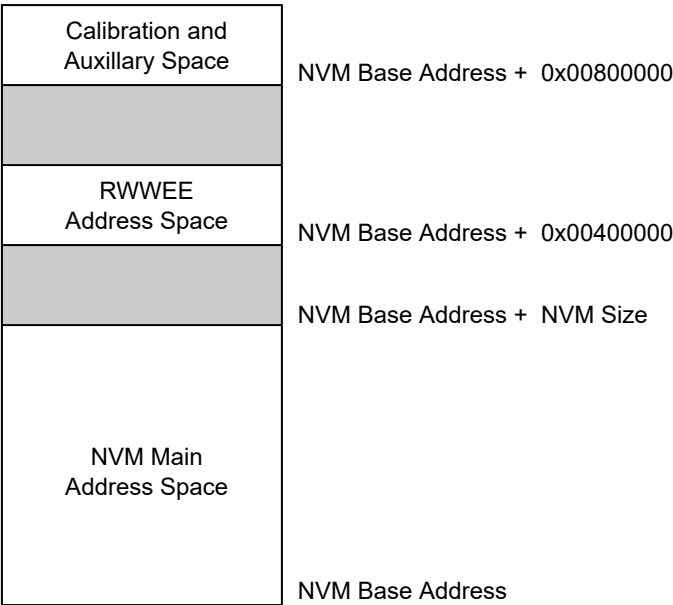 Calibration and
Auxillary Space
NVM Base Address + 0x00800000
RWWEE
Address Space
NVM Base Address + 0x00400000
NVM Base Address + NVM Size
NVM Main
Address Space
NVM Base Address